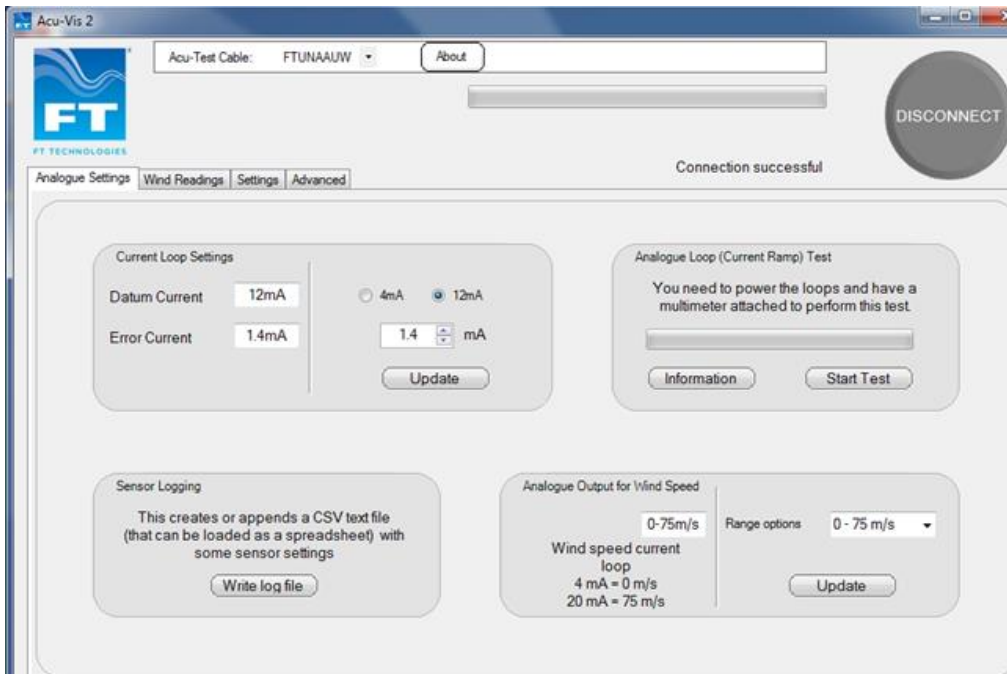 Acu-Vis 2
Acu-Test Cable: FTUNAAUW About
FT
FT TECHNOLOGIES
DISCONNECT
Connection successful
Analogue Settings Wind Readings Settings Advanced
Current Loop Settings
Datum Current 12mA 4mA 12mA
Error Current 1.4mA 1.4 mA
Update
Analogue Loop (Current Ramp) Test
You need to power the loops and have a
multimeter attached to perform this test.
Information Start Test
Sensor Logging
This creates or appends a CSV text file
(that can be loaded as a spreadsheet) with
some sensor settings
Write log file
Analogue Output for Wind Speed
0-75m/s Range options 0 - 75 m/s
Wind speed current
loop
4 mA = 0 m/s
20 mA = 75 m/s
Update